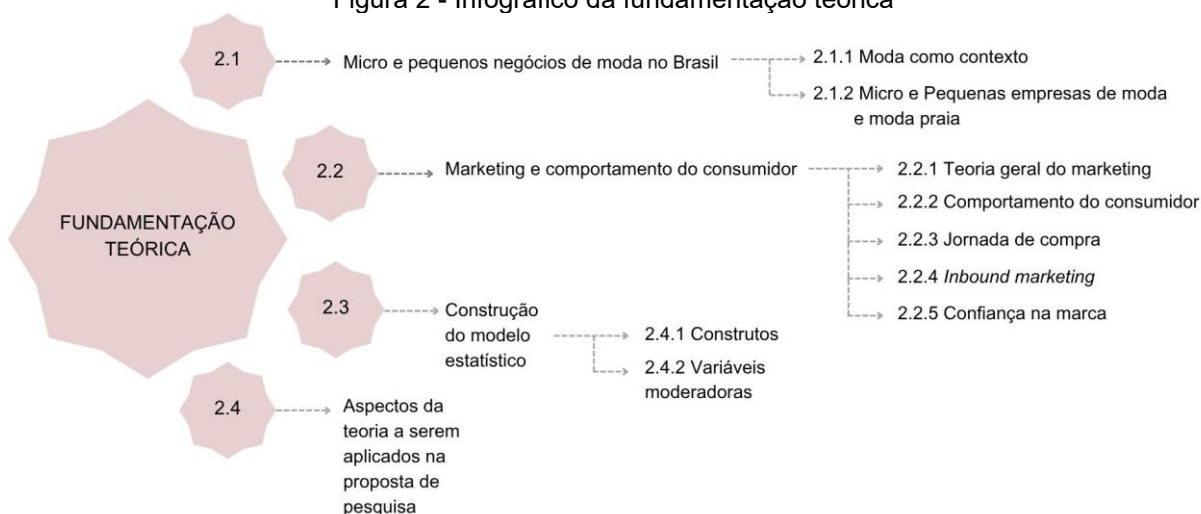 Figura 2 - Infográfico da fundamentação teórica
FUNDAMENTAÇÃO
TEÓRICA
2.1
Micro e pequenos negócios de moda no Brasil
2.1.1 Moda como contexto
2.1.2 Micro e Pequenas empresas de moda
e moda praia
2.2
Marketing e comportamento do consumidor
2.2.1 Teoria geral do marketing
2.2.2 Comportamento do consumidor
2.2.3 Jornada de compra
2.2.4 Inbound marketing
2.2.5 Confiança na marca
2.3
Construção
do modelo
estatístico
2.4.1 Construtos
2.4.2 Variáveis
moderadoras
2.4
Aspectos da
teoria a serem
aplicados na
proposta de
pesquisa